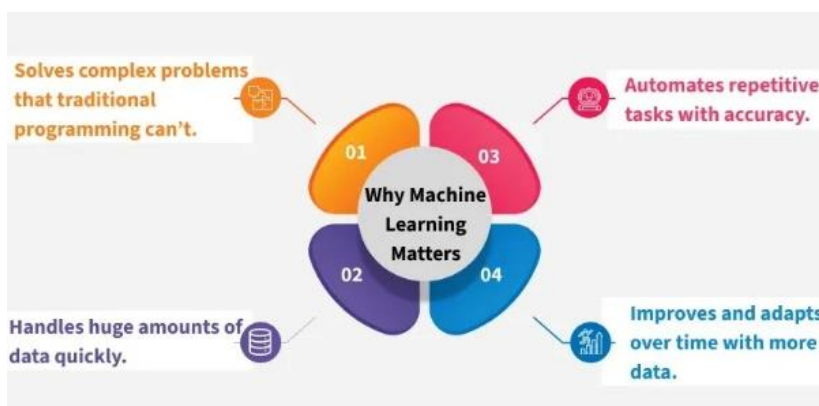 Solves complex problems
that traditional
programming can't.
01
Handles huge amounts of
data quickly.
02
Why Machine
Learning
Matters
03
Automates repetitive
tasks with accuracy.
04
Improves and adapts
over time with more
data.